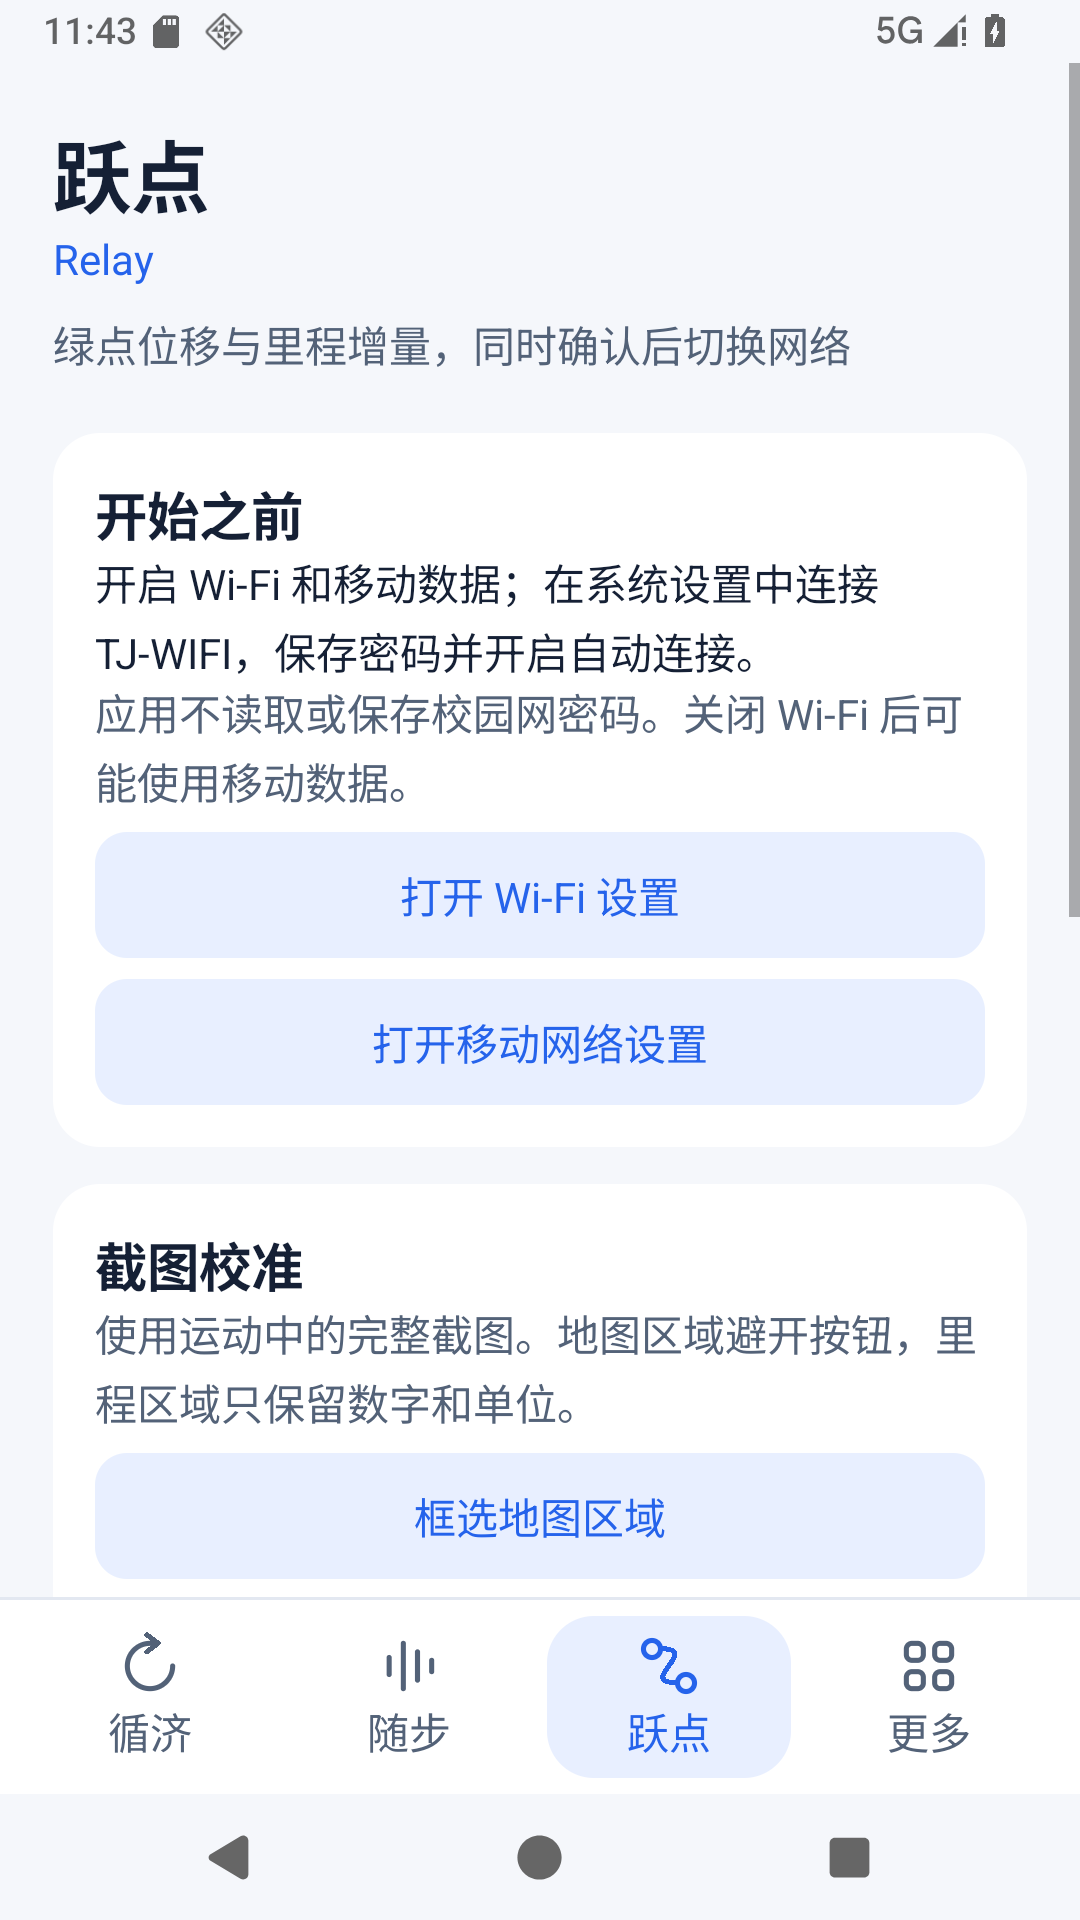 11:43
5G
跃点
Relay
绿点位移与里程增量，同时确认后切换网络
开始之前
开启 Wi-Fi 和移动数据；在系统设置中连接
TJ-WIFI，保存密码并开启自动连接。
应用不读取或保存校园网密码。关闭 Wi-Fi 后可
能使用移动数据。
打开 Wi-Fi 设置
打开移动网络设置
截图校准
使用运动中的完整截图。地图区域避开按钮，里
程区域只保留数字和单位。
框选地图区域
循济
随步
跃点
更多